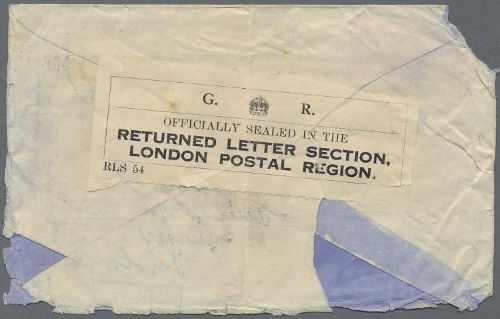 G. R.
OFFICIALLY SEALED IN THE
RETURNED LETTER SECTION,
LONDON POSTAL REGION.
RLS 54